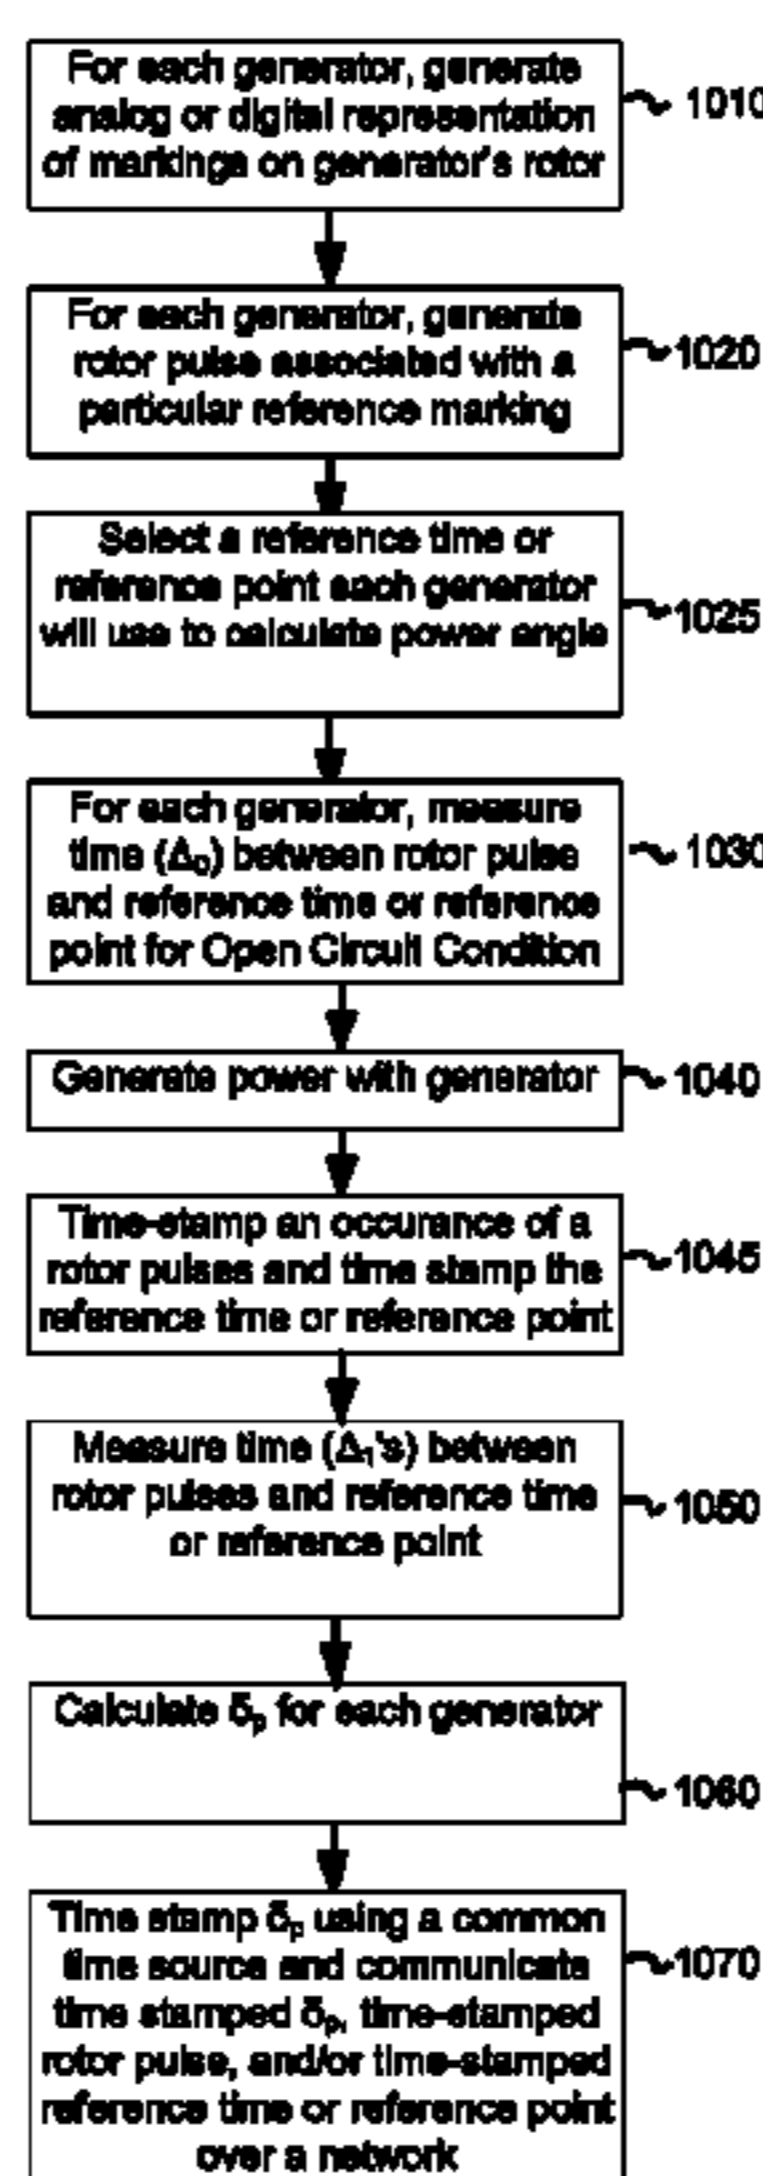 For each generator, generate
analog or digital representation
of markings on generator's rotor
1010
For each generator, generate
rotor pulse associated with a
particular reference marking
1020
Select a reference time or
reference point each generator
will use to calculate power angle
1025
For each generator, measure
time (Δ₀) between rotor pulse
and reference time or reference
point for Open Circuit Condition
1030
Generate power with generator
1040
Time-stamp an occurance of a
rotor pulses and time stamp the
reference time or reference point
1045
Measure time (Δ₁'s) between
rotor pulses and reference time
or reference point
1050
Calculate δₚ for each generator
1060
Time stamp δₚ using a common
time source and communicate
time stamped δₚ, time-stamped
rotor pulse, and/or time-stamped
reference time or reference point
over a network
1070